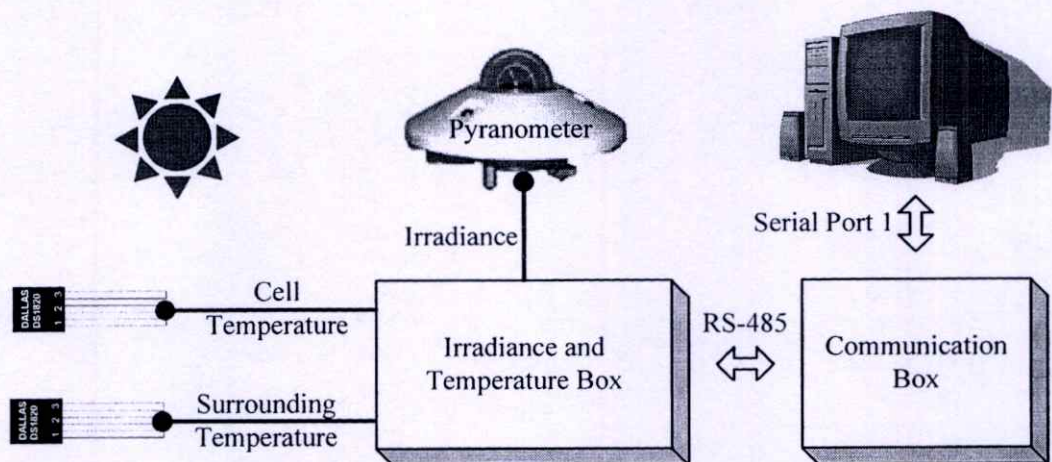 Pyranometer
Irradiance
Serial Port 1
DALLAS
DS1820
1 2 3
Cell
Temperature
Irradiance and
Temperature Box
RS-485
Communication
Box
DALLAS
DS1820
1 2 3
Surrounding
Temperature